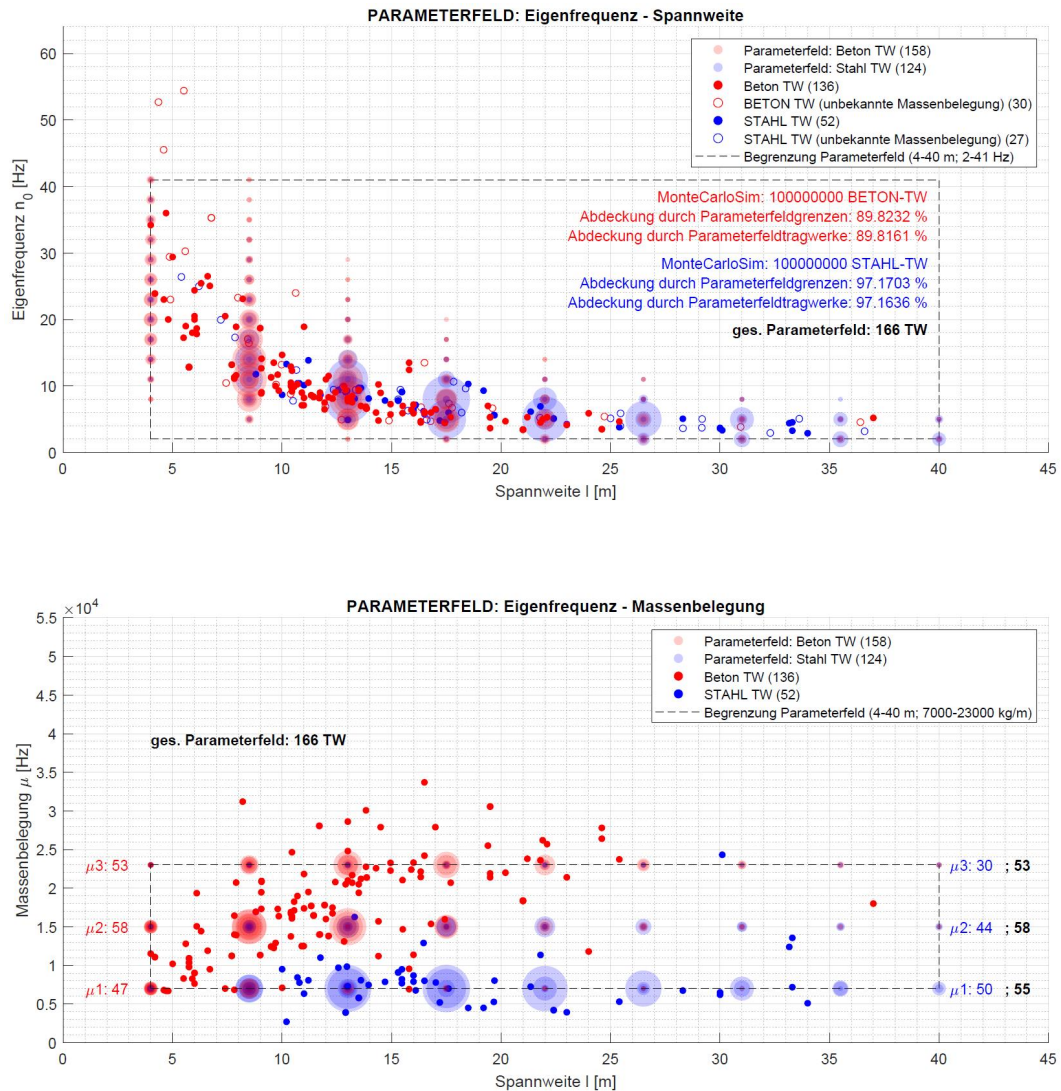 PARAMETERFELD: Eigenfrequenz - Spannweite
60
50
40
30
20
10
0
Eigenfrequenz n0 [Hz]
Parameterfeld: Beton TW (158)
Parameterfeld: Stahl TW (124)
Beton TW (136)
BETON TW (unbekannte Massenbelegung) (30)
STAHL TW (52)
STAHL TW (unbekannte Massenbelegung) (27)
Begrenzung Parameterfeld (4-40 m; 2-41 Hz)
MonteCarloSim: 100000000 BETON-TW
Abdeckung durch Parameterfeldgrenzen: 89.8232 %
Abdeckung durch Parameterfeldtragwerke: 89.8161 %
MonteCarloSim: 100000000 STAHL-TW
Abdeckung durch Parameterfeldgrenzen: 97.1703 %
Abdeckung durch Parameterfeldtragwerke: 97.1636 %
ges. Parameterfeld: 166 TW
0 5 10 15 20 25 30 35 40 45
Spannweite l [m]
PARAMETERFELD: Eigenfrequenz - Massenbelegung
×10^4
5.5
5
4.5
4
3.5
3
2.5
2
1.5
1
0.5
0
Massenbelegung μ [Hz]
Parameterfeld: Beton TW (158)
Parameterfeld: Stahl TW (124)
Beton TW (136)
STAHL TW (52)
Begrenzung Parameterfeld (4-40 m; 7000-23000 kg/m)
ges. Parameterfeld: 166 TW
μ3: 53 μ3: 30 ; 53
μ2: 58 μ2: 44 ; 58
μ1: 47 μ1: 50 ; 55
0 5 10 15 20 25 30 35 40 45
Spannweite l [m]